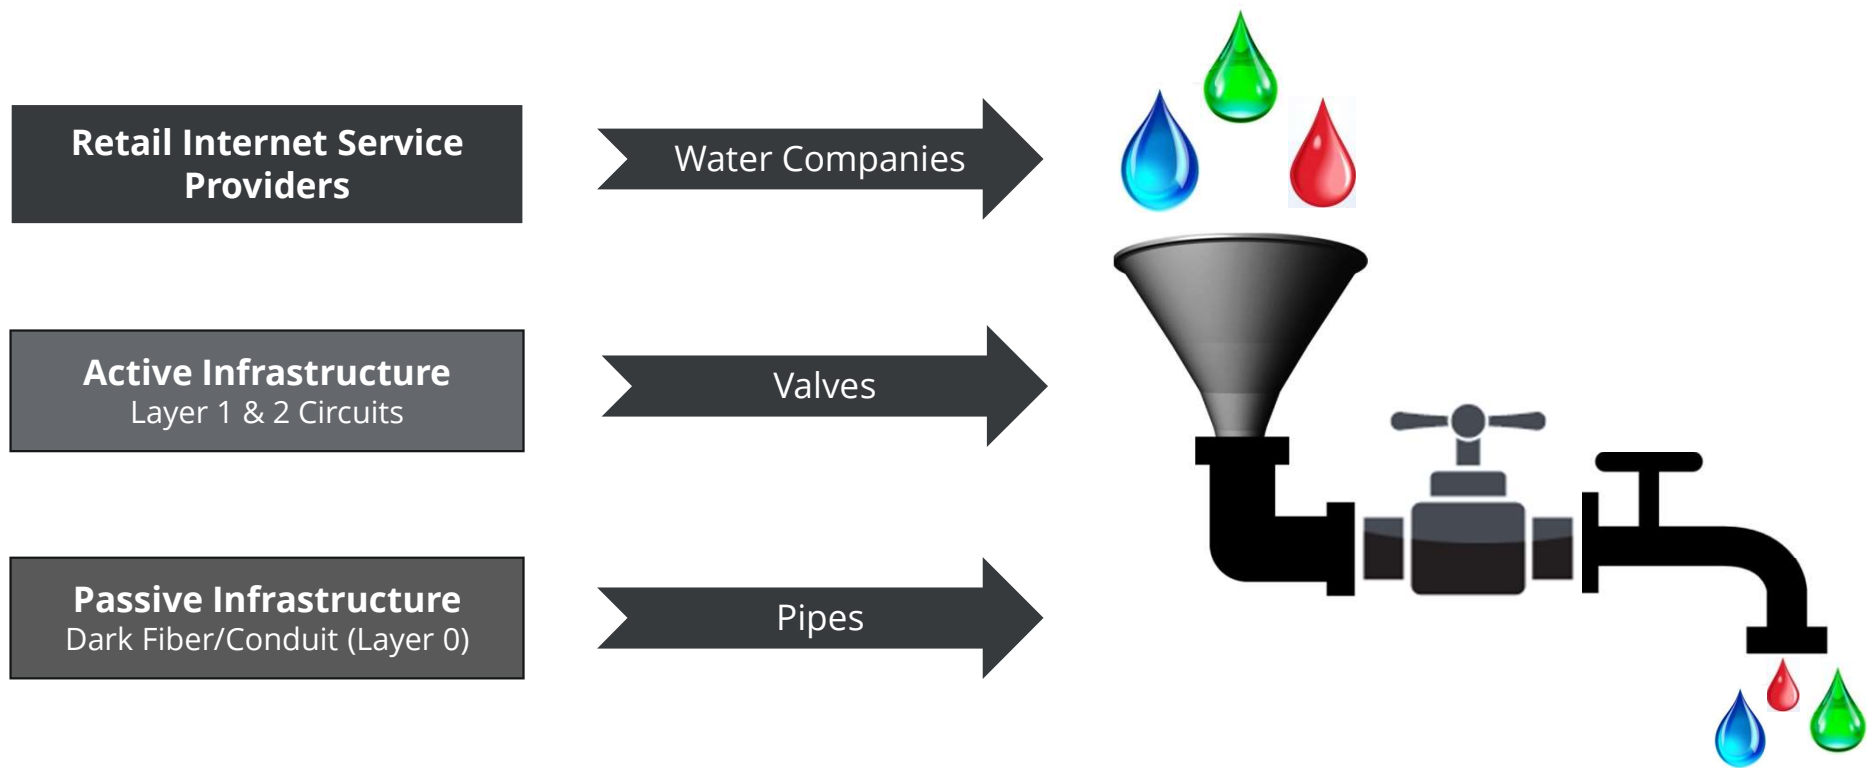 Retail Internet Service
Providers
Water Companies
Active Infrastructure
Layer 1 & 2 Circuits
Valves
Passive Infrastructure
Dark Fiber/Conduit (Layer 0)
Pipes